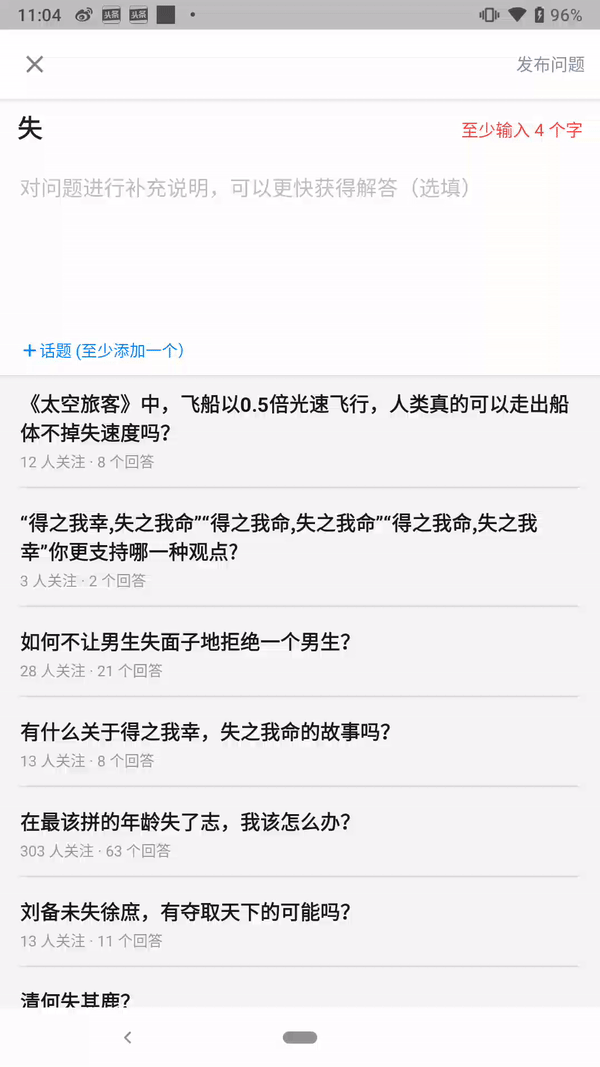 11:04
头条
头条
96%
发布问题
失
至少输入 4 个字
对问题进行补充说明，可以更快获得解答（选填）
+话题 (至少添加一个)
《太空旅客》中，飞船以0.5倍光速飞行，人类真的可以走出船
体不掉失速度吗？
12 人关注 · 8 个回答
“得之我幸,失之我命”“得之我命,失之我命”“得之我命,失之我
幸”你更支持哪一种观点?
3 人关注 · 2 个回答
如何不让男生失面子地拒绝一个男生？
28 人关注 · 21 个回答
有什么关于得之我幸，失之我命的故事吗？
13 人关注 · 8 个回答
在最该拼的年龄失了志，我该怎么办？
303 人关注 · 63 个回答
刘备未失徐庶，有夺取天下的可能吗？
13 人关注 · 11 个回答
清何失其鹿？